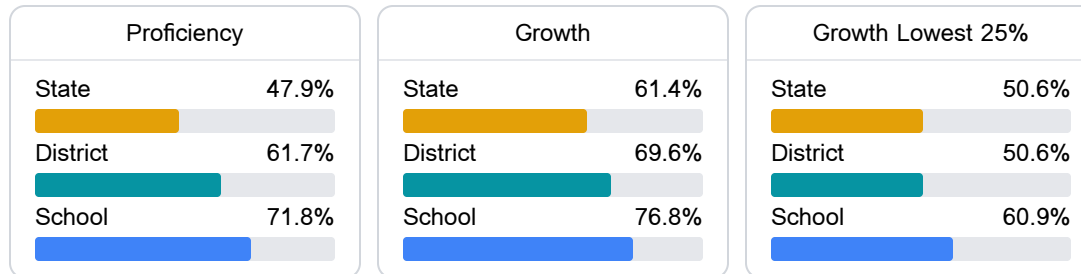 Proficiency
State 47.9%
District 61.7%
School 71.8%
Growth
State 61.4%
District 69.6%
School 76.8%
Growth Lowest 25%
State 50.6%
District 50.6%
School 60.9%